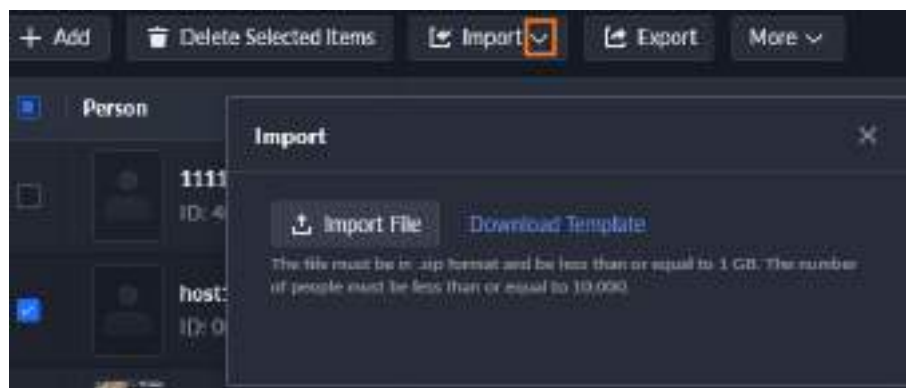 + Add Delete Selected Items Import Export More
Person
Import
1111
ID: 4
Import File Download Template
The file must be in .zip format and be less than or equal to 1 GB. The number
of people must be less than or equal to 10,000.
host:
ID: 0